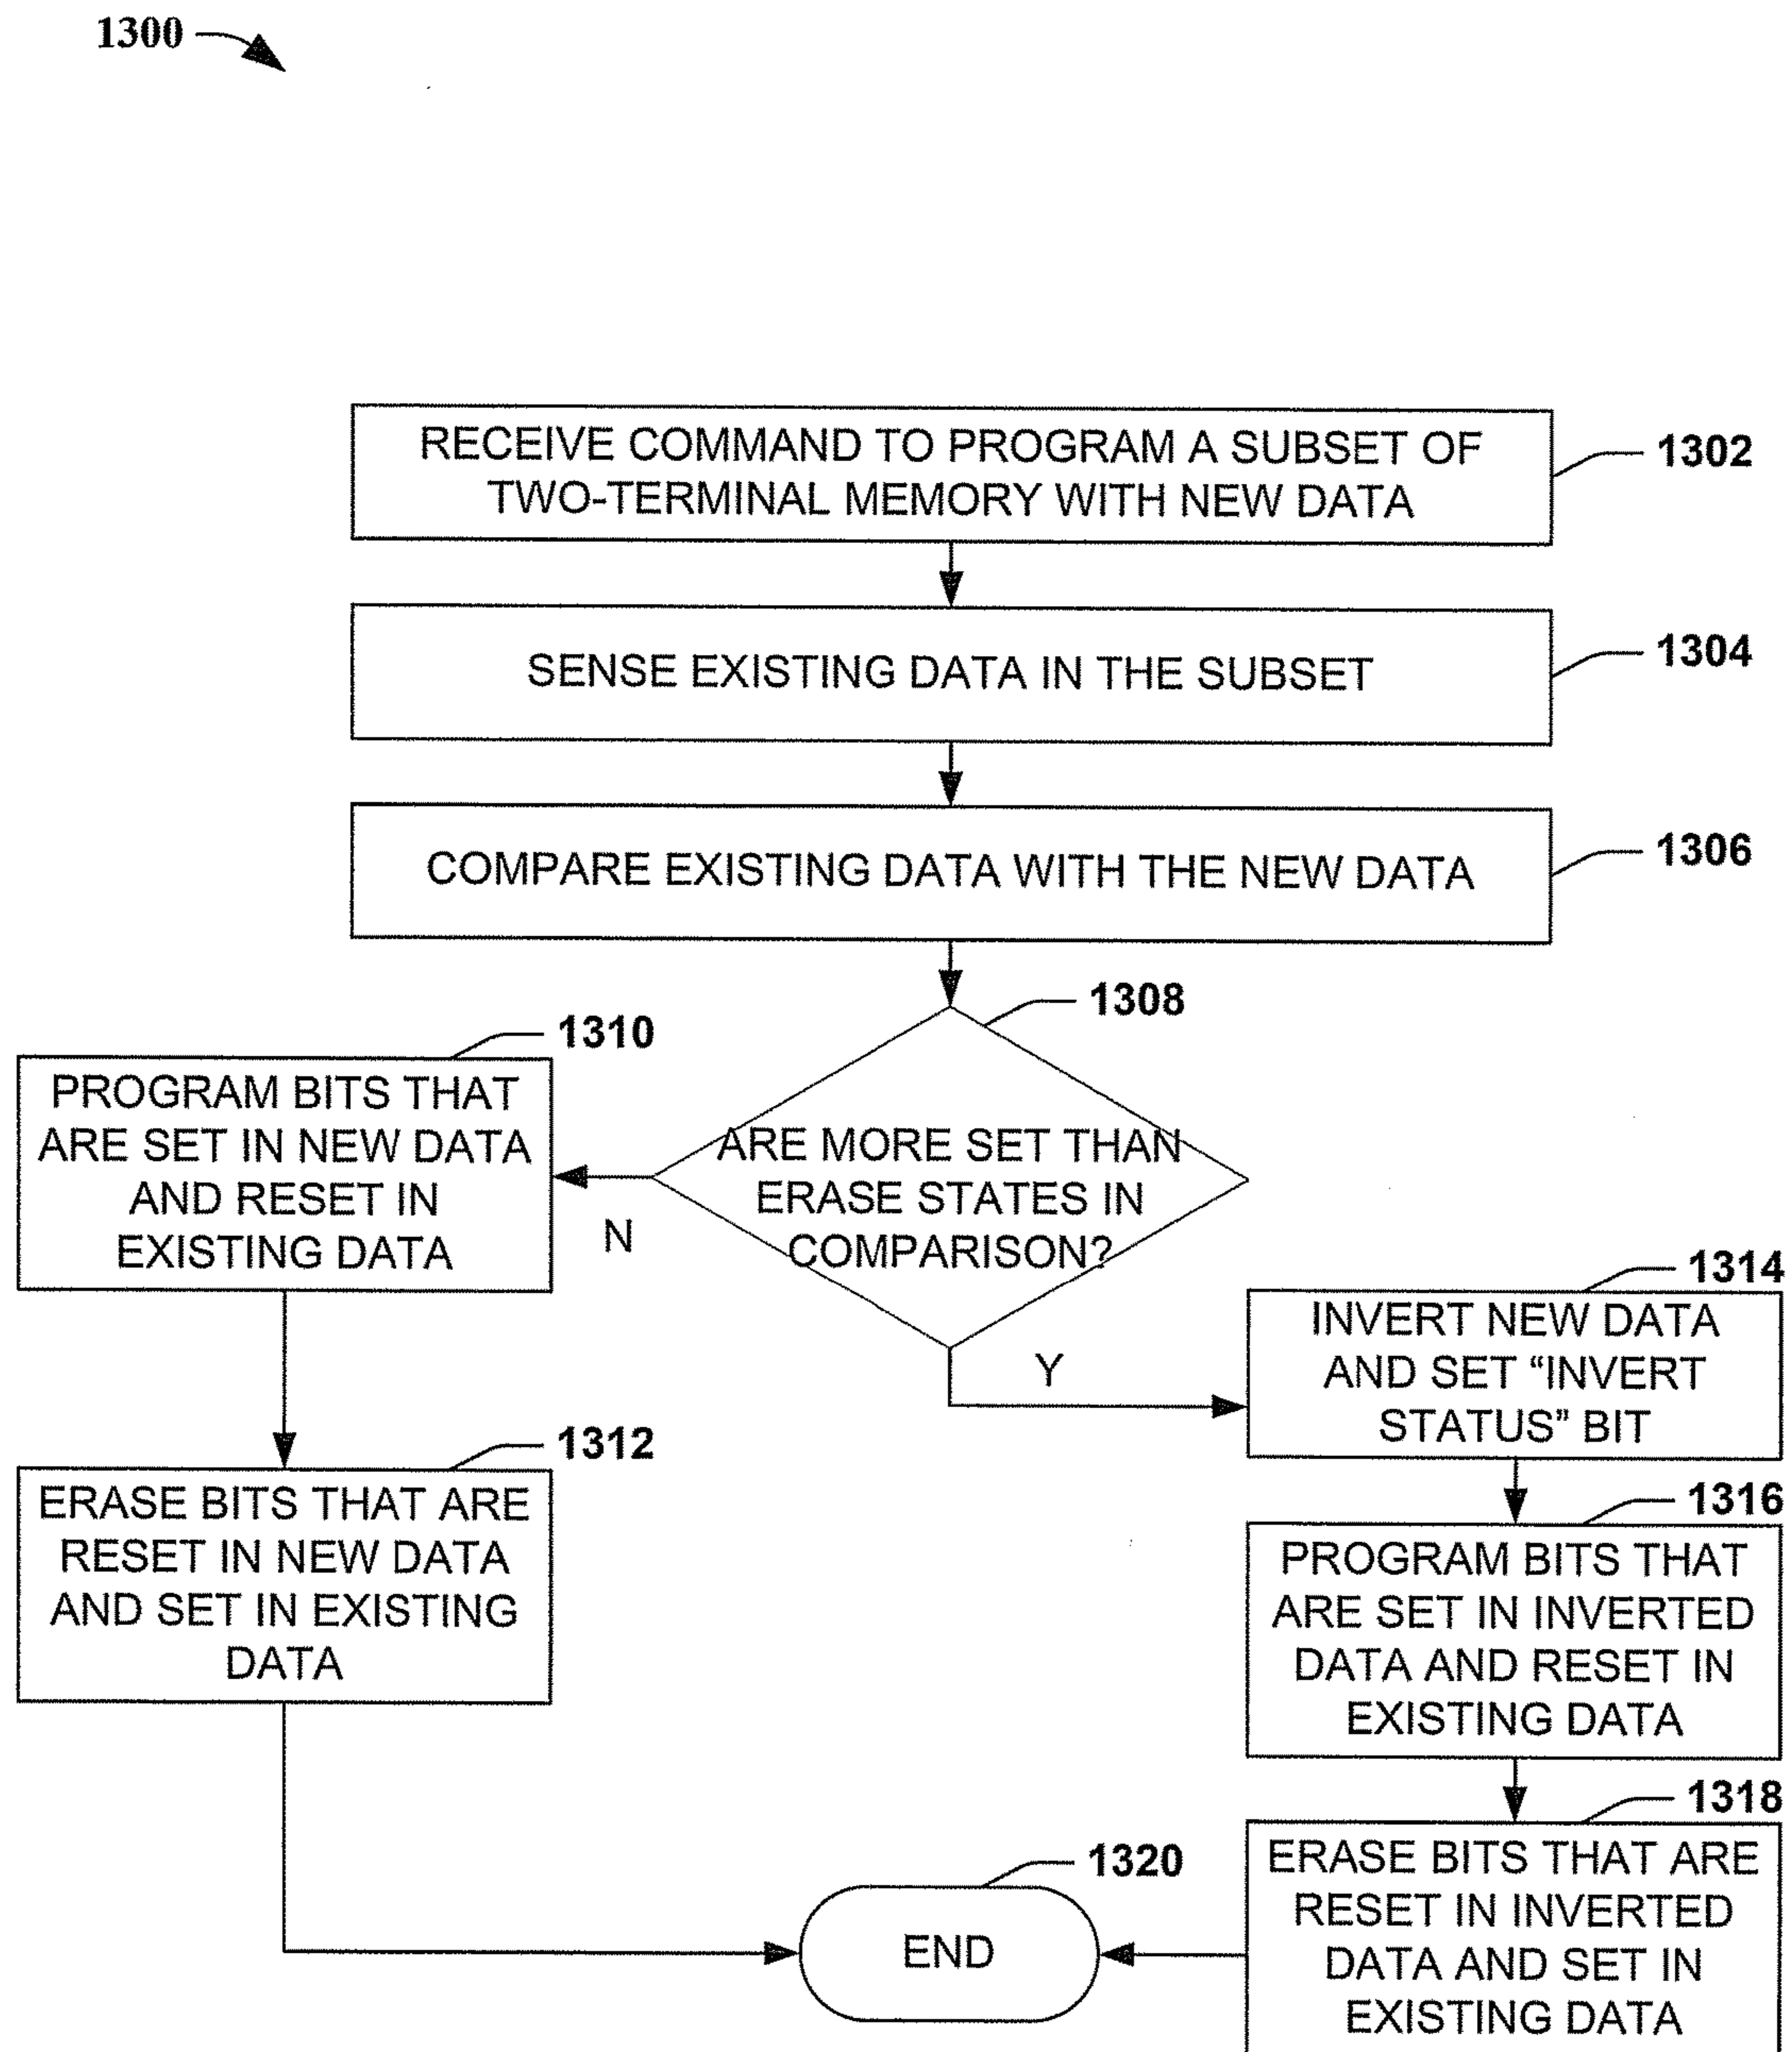 1300
RECEIVE COMMAND TO PROGRAM A SUBSET OF
TWO-TERMINAL MEMORY WITH NEW DATA
1302
SENSE EXISTING DATA IN THE SUBSET
1304
COMPARE EXISTING DATA WITH THE NEW DATA
1306
1308
ARE MORE SET THAN
ERASE STATES IN
COMPARISON?
N
Y
1310
PROGRAM BITS THAT
ARE SET IN NEW DATA
AND RESET IN
EXISTING DATA
1312
ERASE BITS THAT ARE
RESET IN NEW DATA
AND SET IN EXISTING
DATA
1314
INVERT NEW DATA
AND SET “INVERT
STATUS” BIT
1316
PROGRAM BITS THAT
ARE SET IN INVERTED
DATA AND RESET IN
EXISTING DATA
1318
ERASE BITS THAT ARE
RESET IN INVERTED
DATA AND SET IN
EXISTING DATA
1320
END